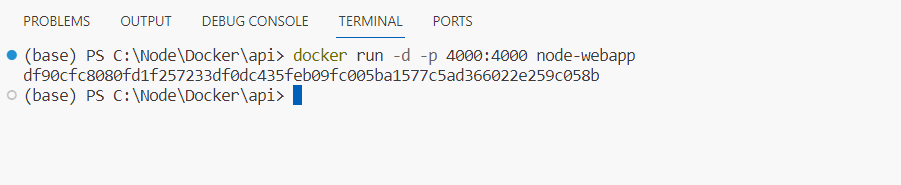 PROBLEMS OUTPUT DEBUG CONSOLE TERMINAL PORTS
(base) PS C:\Node\Docker\api> docker run -d -p 4000:4000 node-webapp
df90cfc8080fd1f257233df0dc435feb09fc005ba1577c5ad366022e259c058b
(base) PS C:\Node\Docker\api>